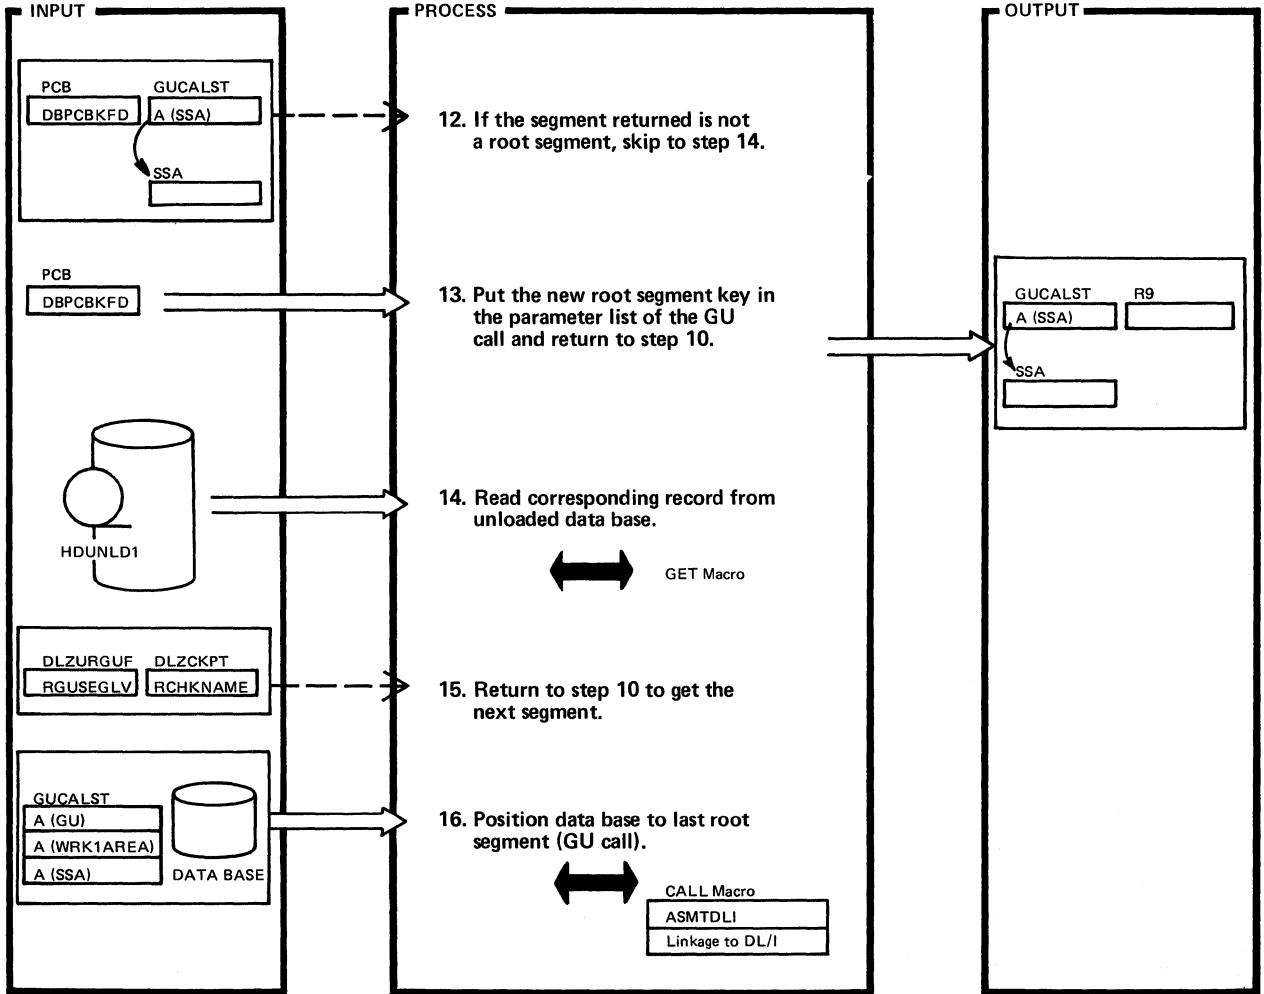 INPUT
PROCESS
OUTPUT
PCB
GUCALST
DBPCBKFD
A (SSA)
SSA
12. If the segment returned is not
a root segment, skip to step 14.
PCB
DBPCBKFD
13. Put the new root segment key in
the parameter list of the GU
call and return to step 10.
GUCALST
R9
A (SSA)
SSA
HDUNLD1
14. Read corresponding record from
unloaded data base.
GET Macro
DLZURGUF
DLZCKPT
RGUSEGLV
RCHKNAME
15. Return to step 10 to get the
next segment.
GUCALST
A (GU)
A (WRK1AREA)
A (SSA)
DATA BASE
16. Position data base to last root
segment (GU call).
CALL Macro
ASMTDLI
Linkage to DL/I